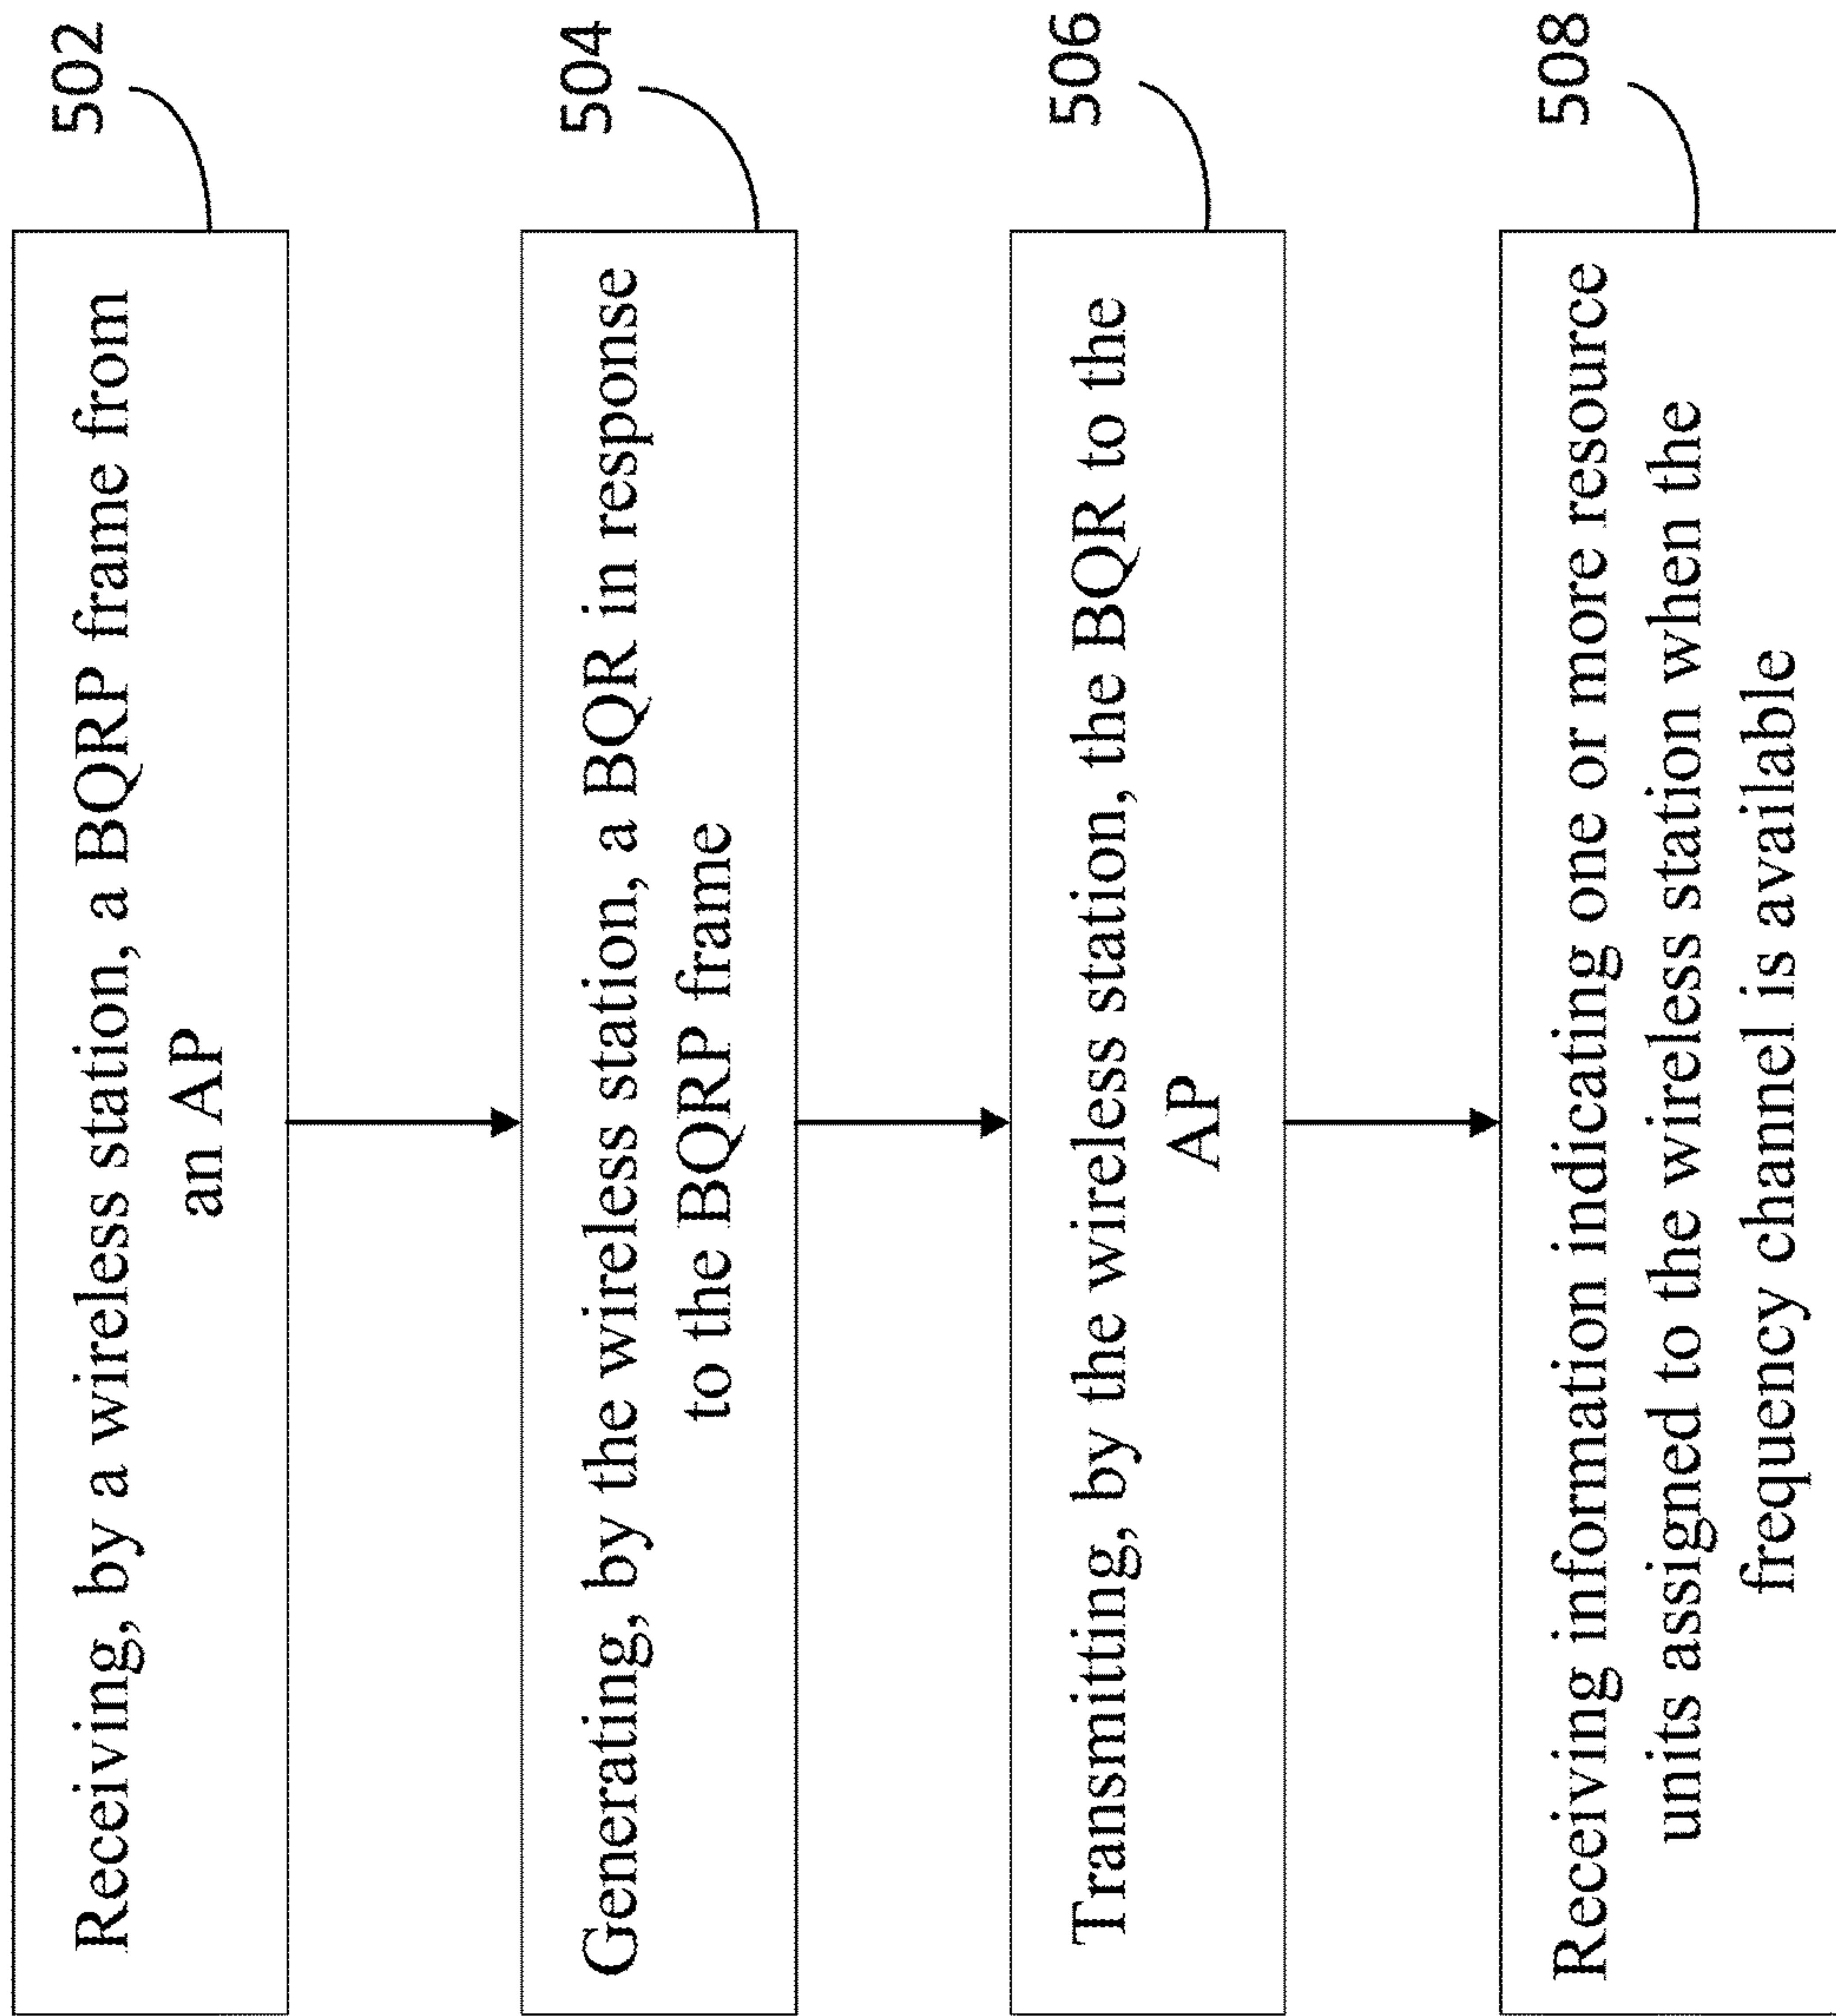 Receiving, by a wireless station, a BQRP frame from
an AP
502
Generating, by the wireless station, a BQR in response
to the BQRP frame
504
Transmitting, by the wireless station, the BQR to the
AP
506
Receiving information indicating one or more resource
units assigned to the wireless station when the
frequency channel is available
508